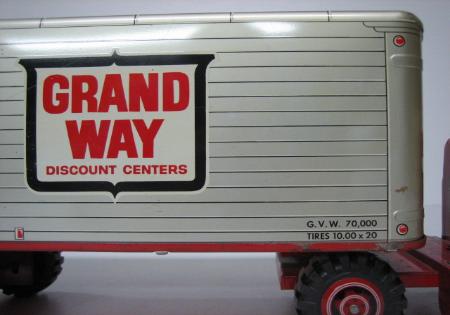 GRAND
WAY
DISCOUNT CENTERS
G.V.W. 70,000
TIRES 10.00 x 20